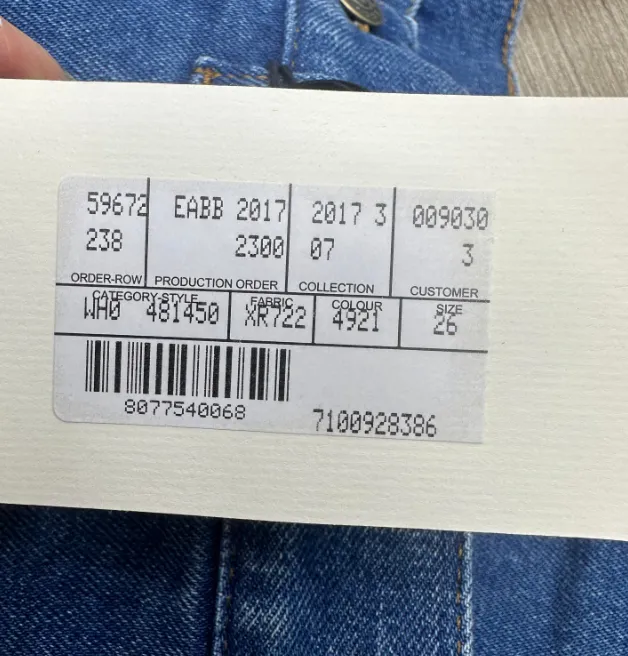 59672 EABB 2017 2017 3 009030
238 2300 07 3
ORDER-ROW PRODUCTION ORDER COLLECTION CUSTOMER
CATEGORY-STYLE FABRIC COLOUR SIZE
WH0 481450 XR722 4921 26
8077540068 7100928386